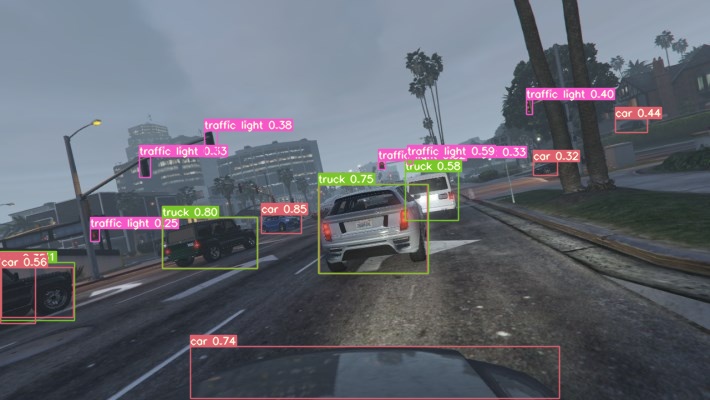 traffic light 0.40
car 0.44
traffic light 0.38
traffic light 0.33
traffic light 0.59
0.33
car 0.32
truck 0.58
truck 0.75
truck 0.80
car 0.85
traffic light 0.25
car 0.56
car 0.74